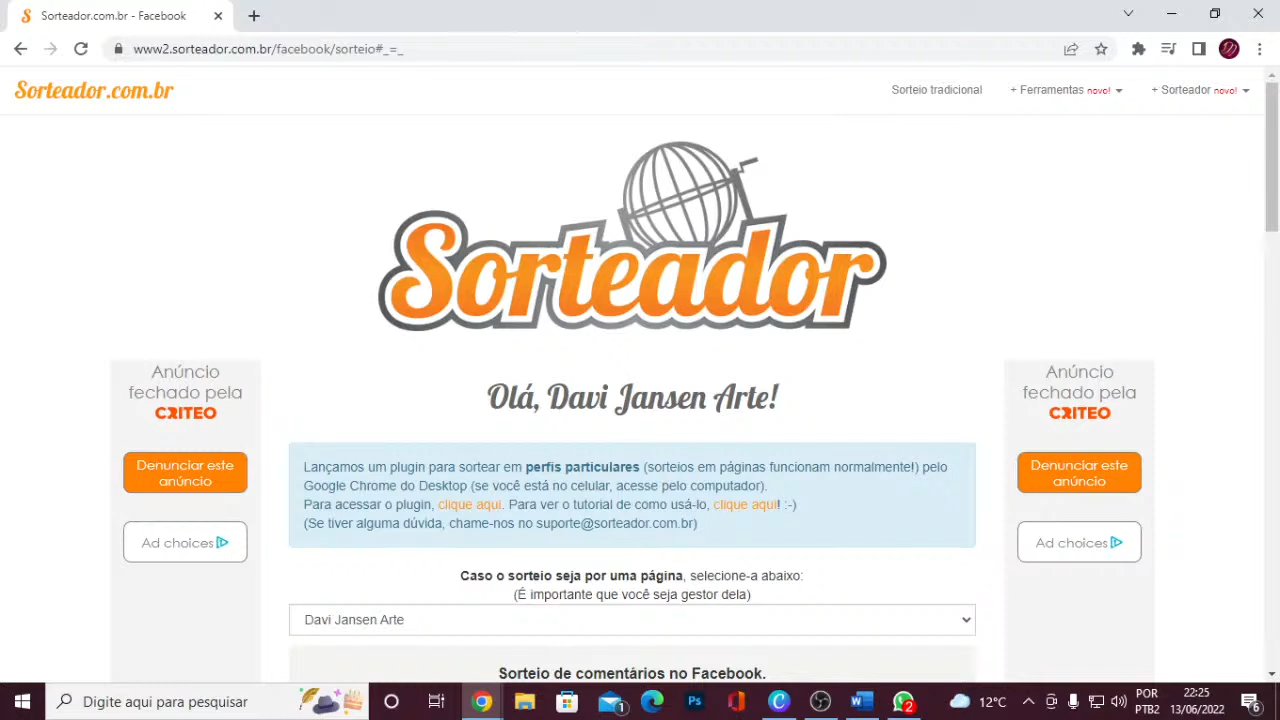 Sorteador.com.br - Facebook
www2.sorteador.com.br/facebook/sorteio#_=_
Sorteador.com.br
Sorteio tradicional
+ Ferramentas novo!
+ Sorteador novo!
Sorteador
Olá, Davi Jansen Arte!
Anúncio
fechado pela
CRITEO
Denunciar este
anúncio
Ad choices
Lançamos um plugin para sortear em perfis particulares (sorteios em páginas funcionam normalmente!) pelo
Google Chrome do Desktop (se você está no celular, acesse pelo computador).
Para acessar o plugin, clique aqui. Para ver o tutorial de como usá-lo, clique aqui! :-)
(Se tiver alguma dúvida, chame-nos no suporte@sorteador.com.br)
Anúncio
fechado pela
CRITEO
Denunciar este
anúncio
Ad choices
Caso o sorteio seja por uma página, selecione-a abaixo:
(É importante que você seja gestor dela)
Davi Jansen Arte
Sorteio de comentários no Facebook.
Digite aqui para pesquisar
1
Ps
2
12°C
POR
PTB2
22:25
13/06/2022
6